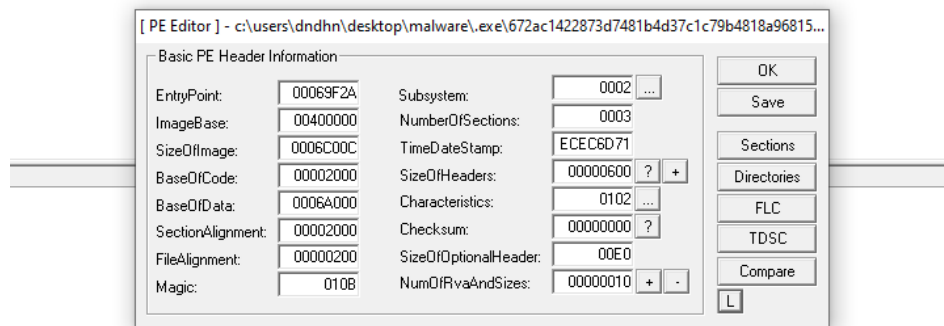 [ PE Editor ] - c:\users\dndhn\desktop\malware\.exe\672ac1422873d7481b4d37c1c79b4818a96815...
Basic PE Header Information
EntryPoint: 00069F2A Subsystem: 0002 ...
ImageBase: 00400000 NumberOfSections: 0003
SizeOfImage: 0006C00C TimeDateStamp: ECEC6D71
BaseOfCode: 00002000 SizeOfHeaders: 00000600 ? +
BaseOfData: 0006A000 Characteristics: 0102 ...
SectionAlignment: 00002000 Checksum: 00000000 ?
FileAlignment: 00000200 SizeOfOptionalHeader: 00E0
Magic: 010B NumOfRvaAndSizes: 00000010 + -
OK
Save
Sections
Directories
FLC
TDSC
Compare
L